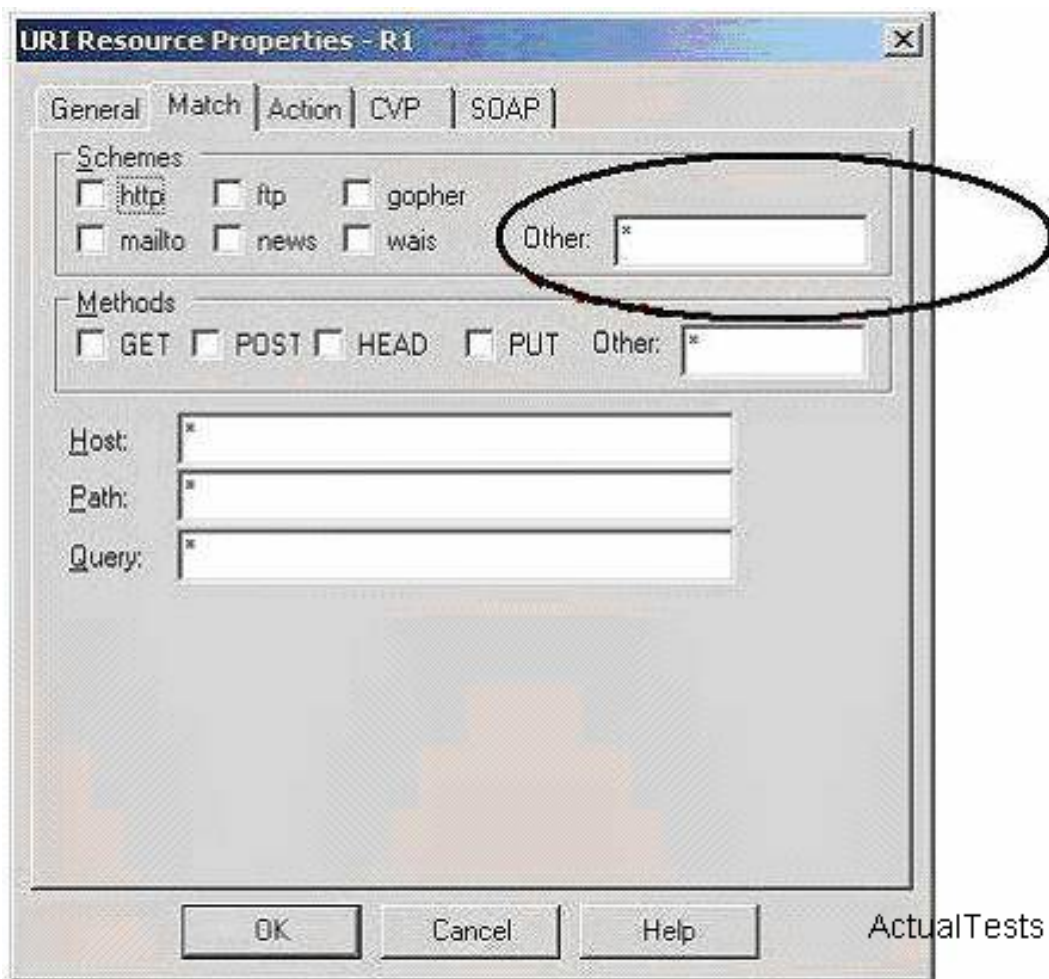 URI Resource Properties - R1
General Match Action CVP SOAP
Schemes
http ftp gopher
mailto news wais Other: *
Methods
GET POST HEAD PUT Other: *
Host: *
Path: *
Query: *
OK Cancel Help
ActualTests